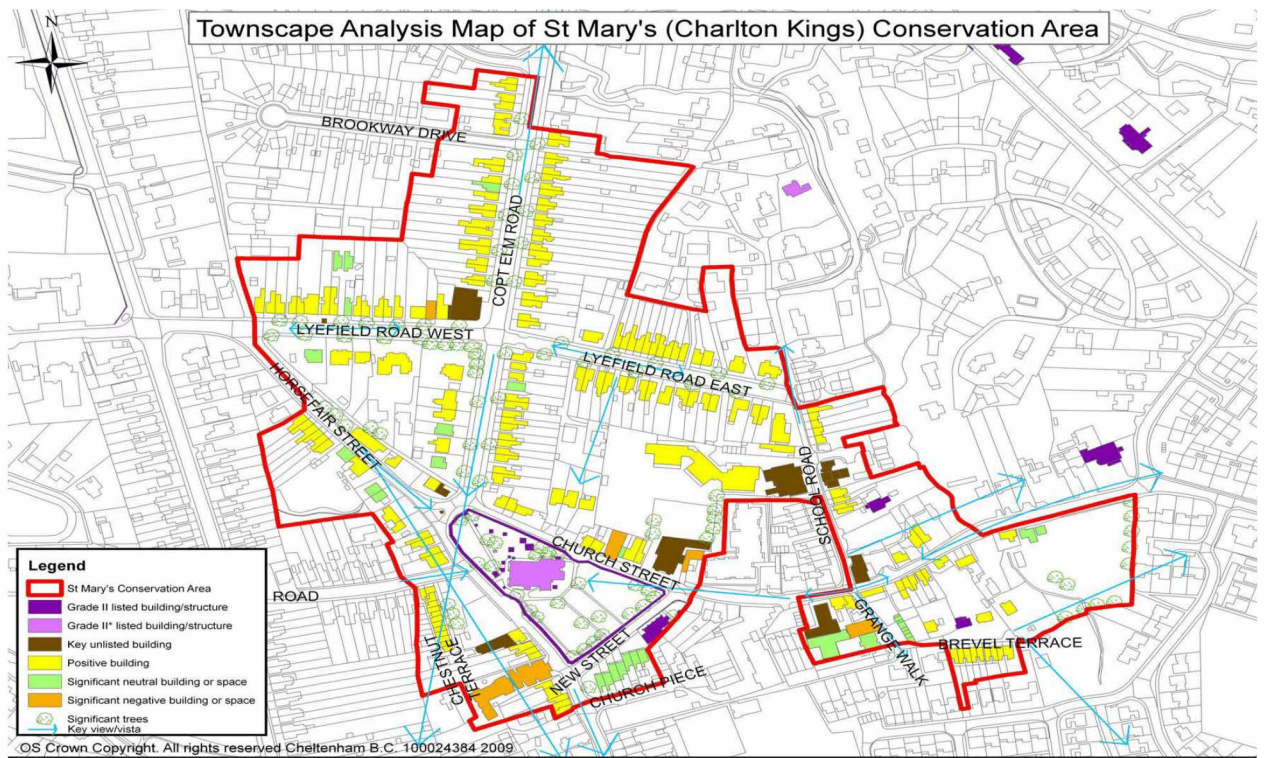 Townscape Analysis Map of St Mary's (Charlton Kings) Conservation Area
N
BROOKWAY DRIVE
COPT ELM ROAD
LYEFIELD ROAD WEST
LYEFIELD ROAD EAST
HORSEFAIR STREET
SCHOOL ROAD
CHURCH STREET
ROAD
GRANGE WALK
BREVEL TERRACE
CHESTNUT
TERRACE
NEW STREET
CHURCH PIECE
Legend
St Mary's Conservation Area
Grade II listed building/structure
Grade II* listed building/structure
Key unlisted building
Positive building
Significant neutral building or space
Significant negative building or space
Significant trees
Key view/vista
OS Crown Copyright. All rights reserved Cheltenham B.C. 100024384 2009